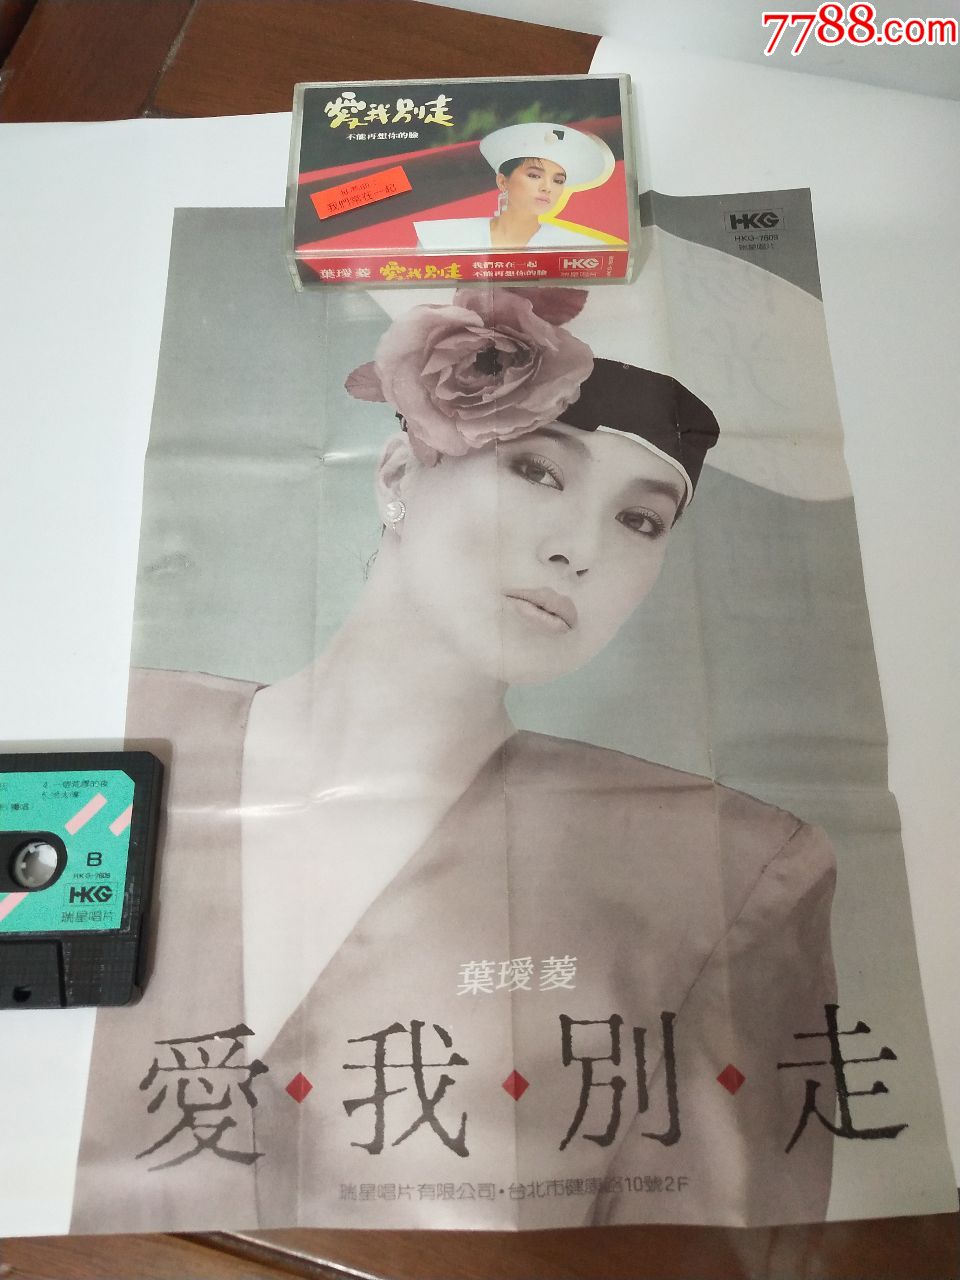 7788.com
愛我別走
不能再想你的臉
我們常在一起
葉璦菱 愛我別走 我們常在一起 不能再想你的臉 HKG
瑞星唱片
HKG
HKG-7609
瑞星唱片
B
HKG-7609
HKG
瑞星唱片
葉璦菱
愛·我·別·走
瑞星唱片有限公司·台北市健康路10號2F